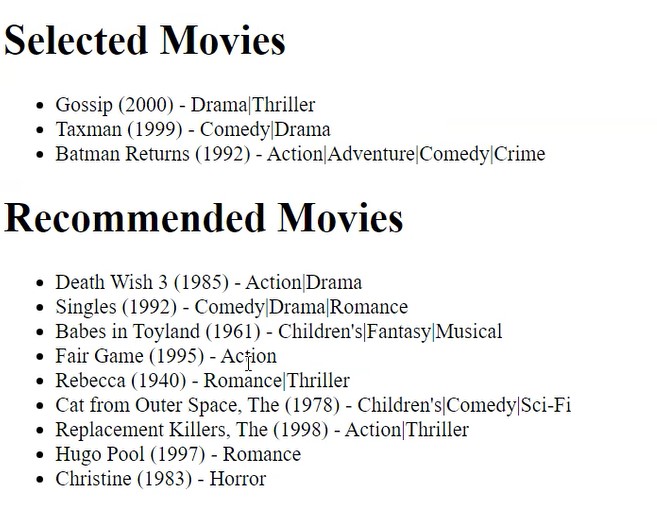 Selected Movies
Gossip (2000) - Drama|Thriller
Taxman (1999) - Comedy|Drama
Batman Returns (1992) - Action|Adventure|Comedy|Crime
Recommended Movies
Death Wish 3 (1985) - Action|Drama
Singles (1992) - Comedy|Drama|Romance
Babes in Toyland (1961) - Children's|Fantasy|Musical
Fair Game (1995) - Action
Rebecca (1940) - Romance|Thriller
Cat from Outer Space, The (1978) - Children's|Comedy|Sci-Fi
Replacement Killers, The (1998) - Action|Thriller
Hugo Pool (1997) - Romance
Christine (1983) - Horror